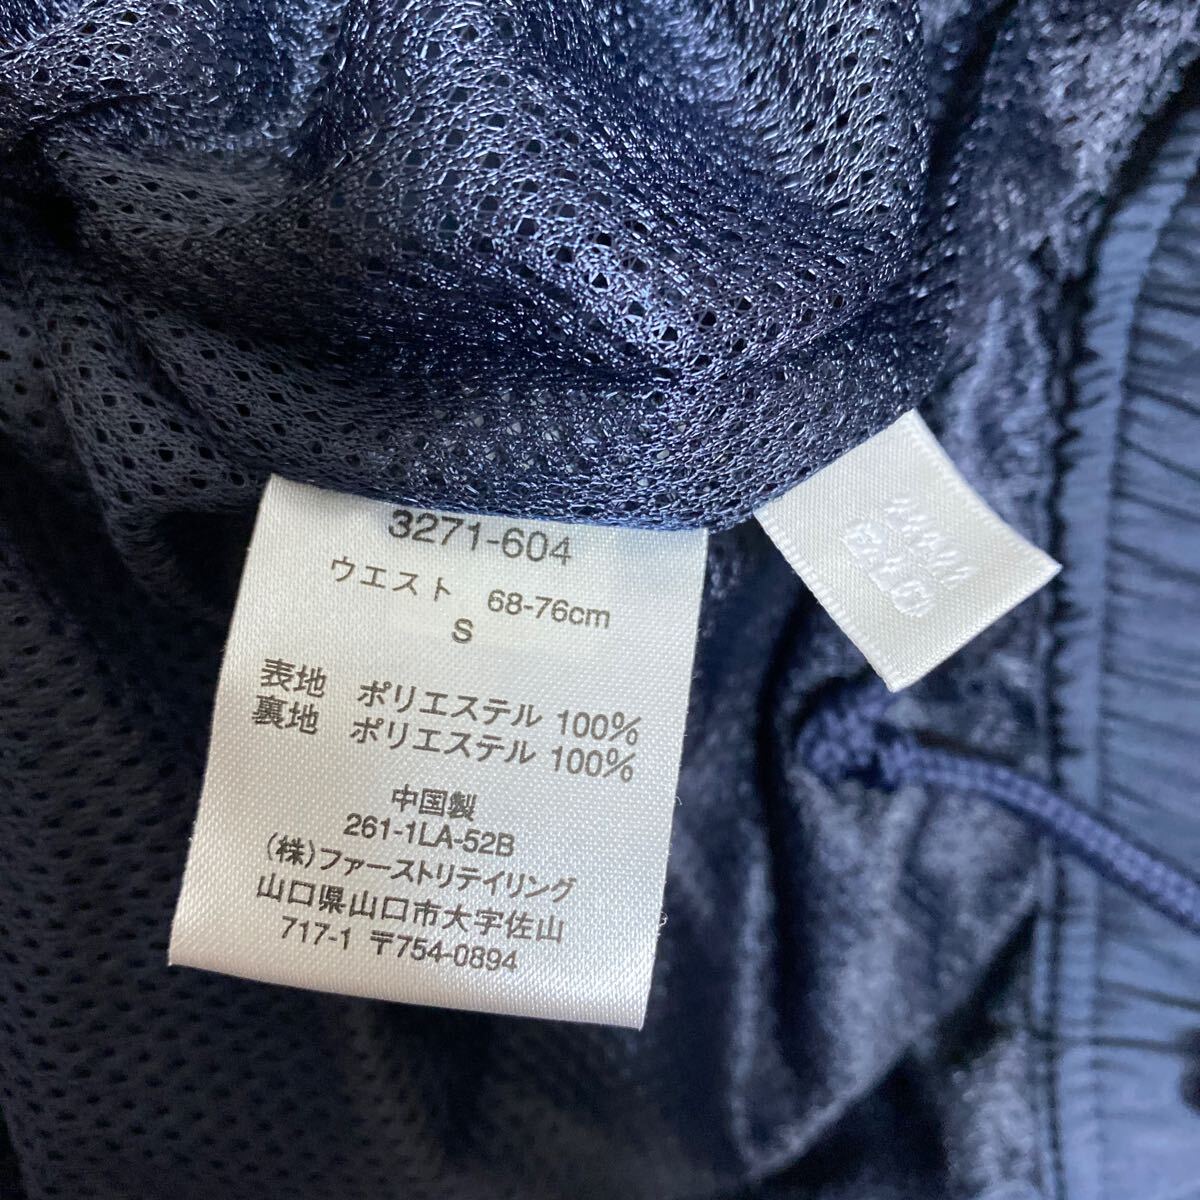 3271-604
ウエスト 68-76cm
S
表地 ポリエステル 100%
裏地 ポリエステル 100%
中国製
261-1LA-52B
(株)ファーストリテイリング
山口県山口市大字佐山
717-1 〒754-0894